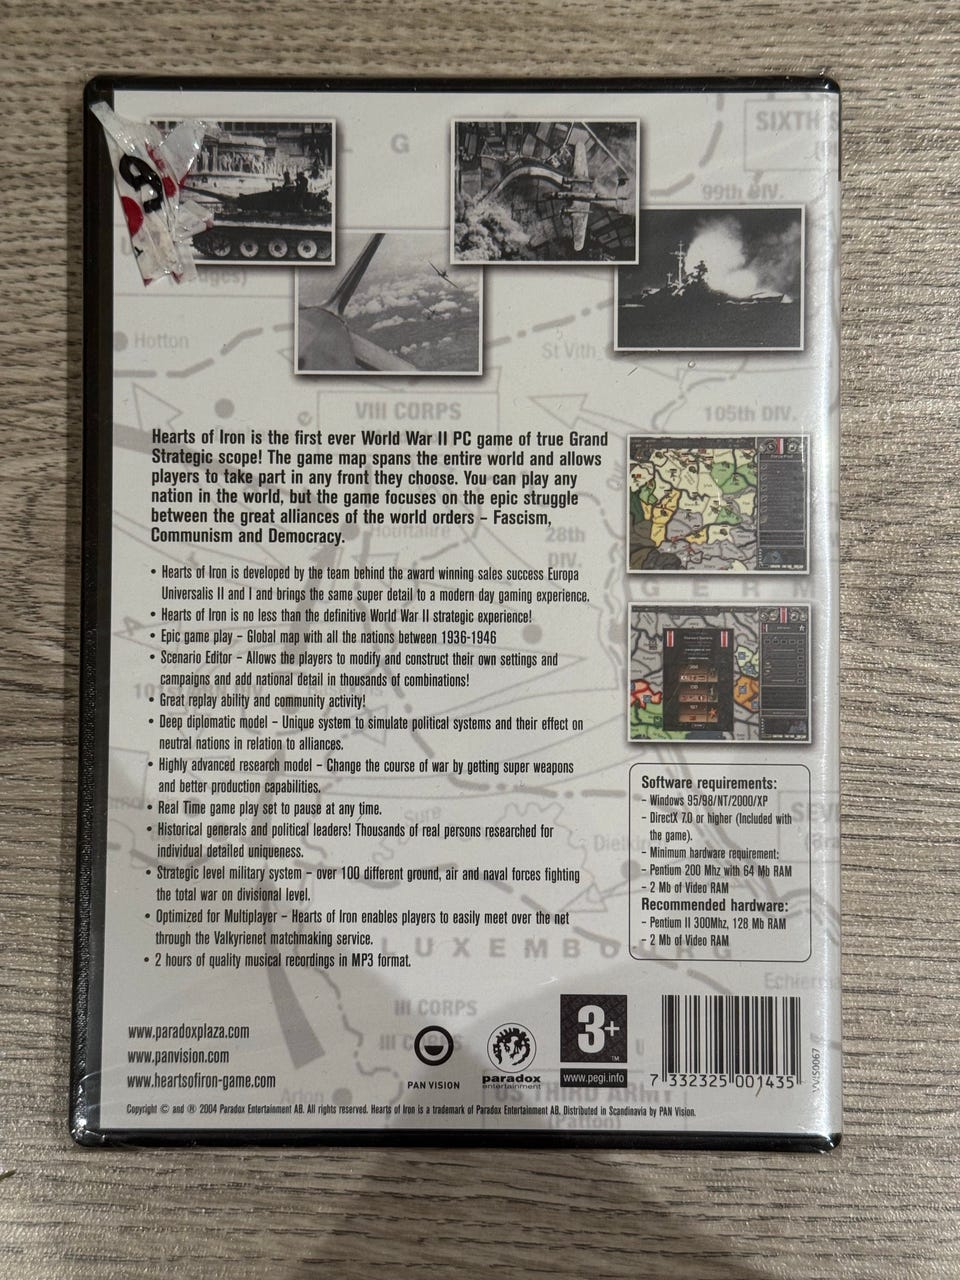 L G
SIXTH
99th DIV.
Hotton
St Vith
VIII CORPS
105th DIV.
Hearts of Iron is the first ever World War II PC game of true Grand
Strategic scope! The game map spans the entire world and allows
players to take part in any front they choose. You can play any
nation in the world, but the game focuses on the epic struggle
between the great alliances of the world orders – Fascism,
Communism and Democracy.
Houffalire
28th
DIV.
G E R M
• Hearts of Iron is developed by the team behind the award winning sales success Europa
Universalis II and I and brings the same super detail to a modern day gaming experience.
• Hearts of Iron is no less than the definitive World War II strategic experience!
• Epic game play – Global map with all the nations between 1936-1946
• Scenario Editor – Allows the players to modify and construct their own settings and
campaigns and add national detail in thousands of combinations!
• Great replay ability and community activity!
• Deep diplomatic model – Unique system to simulate political systems and their effect on
neutral nations in relation to alliances.
• Highly advanced research model – Change the course of war by getting super weapons
and better production capabilities.
• Real Time game play set to pause at any time.
• Historical generals and political leaders! Thousands of real persons researched for
individual detailed uniqueness.
• Strategic level military system – over 100 different ground, air and naval forces fighting
the total war on divisional level.
• Optimized for Multiplayer – Hearts of Iron enables players to easily meet over the net
through the Valkyrienet matchmaking service.
• 2 hours of quality musical recordings in MP3 format.
Software requirements:
- Windows 95/98/NT/2000/XP
- DirectX 7.0 or higher (Included with
the game).
- Minimum hardware requirement:
- Pentium 200 Mhz with 64 Mb RAM
- 2 Mb of Video RAM
Recommended hardware:
- Pentium II 300Mhz, 128 Mb RAM
- 2 Mb of Video RAM
Sure
LUXEMBOURG
III CORPS
Arlon
US THIRD ARMY
(Patton)
www.paradoxplaza.com
www.panvision.com
www.heartsofiron-game.com
PAN VISION
paradox
entertainment
3+
TM
www.pegi.info
7 332325 001435
VVIS0067
Copyright © and ® 2004 Paradox Entertainment AB. All rights reserved. Hearts of Iron is a trademark of Paradox Entertainment AB. Distributed in Scandinavia by PAN Vision.